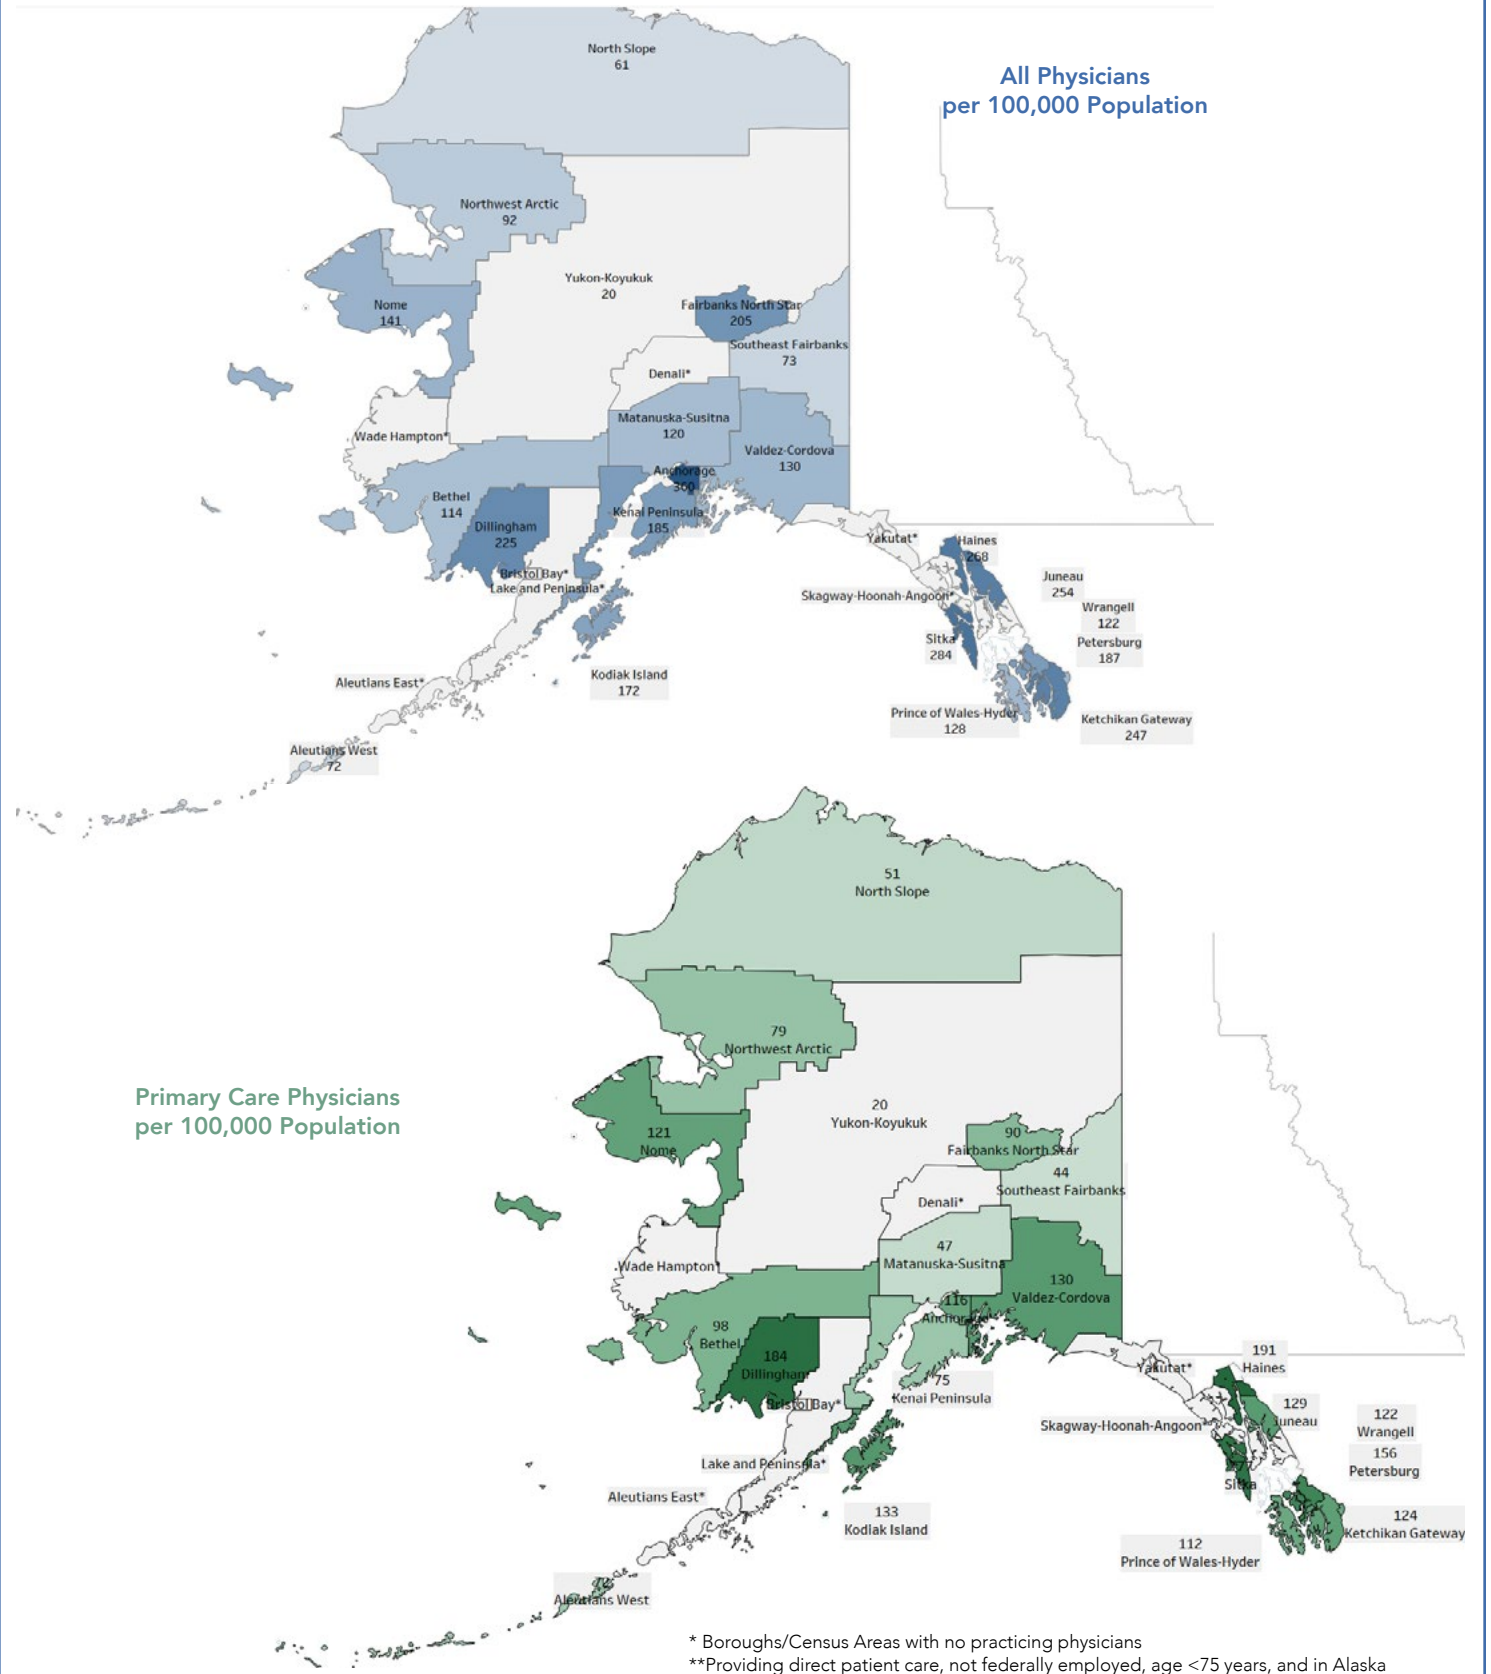 North Slope
61
All Physicians
per 100,000 Population
Northwest Arctic
92
Yukon-Koyukuk
20
Nome
141
Fairbanks North Star
205
Southeast Fairbanks
73
Denali*
Matanuska-Susitna
120
Wade Hampton*
Valdez-Cordova
130
Anchorage
360
Bethel
114
Kenai Peninsula
185
Dillingham
225
Yakutat*
Haines
268
Bristol Bay*
Lake and Peninsula*
Juneau
254
Skagway-Hoonah-Angoon*
Wrangell
122
Sitka
284
Petersburg
187
Kodiak Island
172
Aleutians East*
Prince of Wales-Hyder
128
Ketchikan Gateway
247
Aleutians West
72
51
North Slope
79
Northwest Arctic
Primary Care Physicians
per 100,000 Population
20
Yukon-Koyukuk
121
Nome
90
Fairbanks North Star
44
Southeast Fairbanks
Denali*
47
Matanuska-Susitna
Wade Hampton*
130
Valdez-Cordova
116
Anchorage
98
Bethel
184
Dillingham
75
Kenai Peninsula
191
Haines
Yakutat*
Bristol Bay*
129
Juneau
122
Wrangell
Skagway-Hoonah-Angoon*
156
Petersburg
Lake and Peninsula*
Sitka
Aleutians East*
133
Kodiak Island
124
Ketchikan Gateway
112
Prince of Wales-Hyder
72
Aleutians West
* Boroughs/Census Areas with no practicing physicians
**Providing direct patient care, not federally employed, age <75 years, and in Alaska